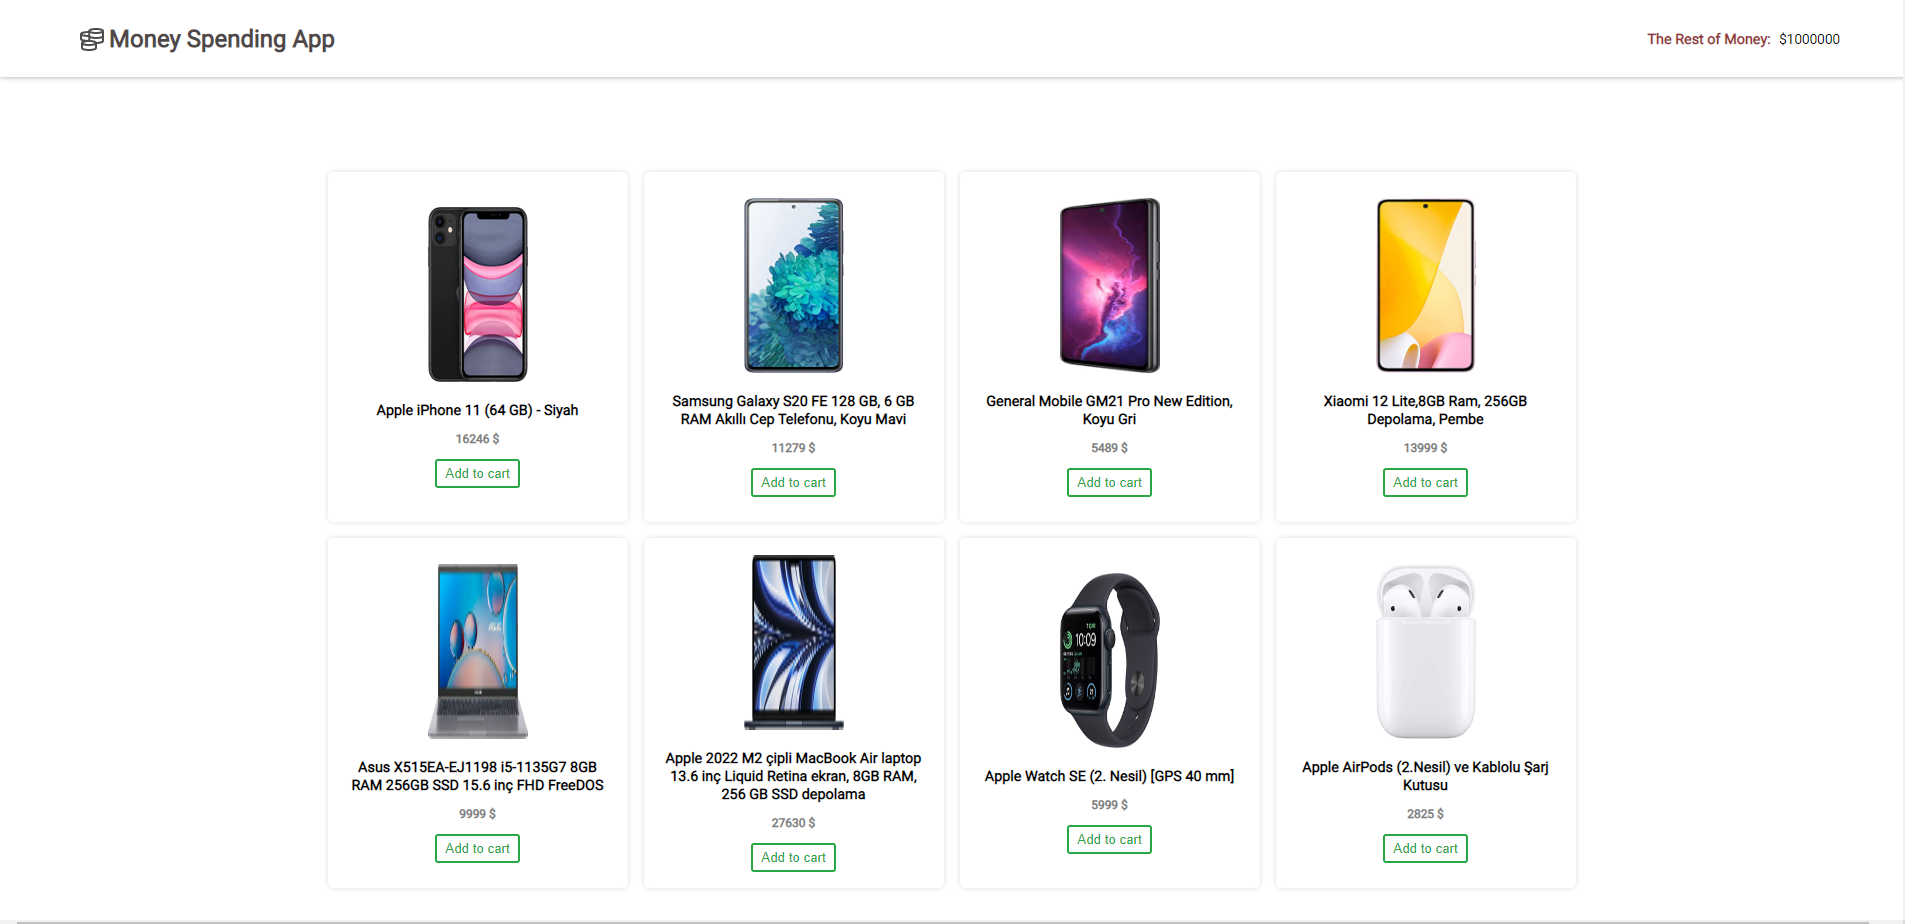 Money Spending App
The Rest of Money: $1000000
Apple iPhone 11 (64 GB) - Siyah
16246 $
Add to cart
Samsung Galaxy S20 FE 128 GB, 6 GB
RAM Akıllı Cep Telefonu, Koyu Mavi
11279 $
Add to cart
General Mobile GM21 Pro New Edition,
Koyu Gri
5489 $
Add to cart
Xiaomi 12 Lite,8GB Ram, 256GB
Depolama, Pembe
13999 $
Add to cart
Asus X515EA-EJ1198 i5-1135G7 8GB
RAM 256GB SSD 15.6 inç FHD FreeDOS
9999 $
Add to cart
Apple 2022 M2 çipli MacBook Air laptop
13.6 inç Liquid Retina ekran, 8GB RAM,
256 GB SSD depolama
27630 $
Add to cart
10:09
Apple Watch SE (2. Nesil) [GPS 40 mm]
5999 $
Add to cart
Apple AirPods (2.Nesil) ve Kablolu Şarj
Kutusu
2825 $
Add to cart